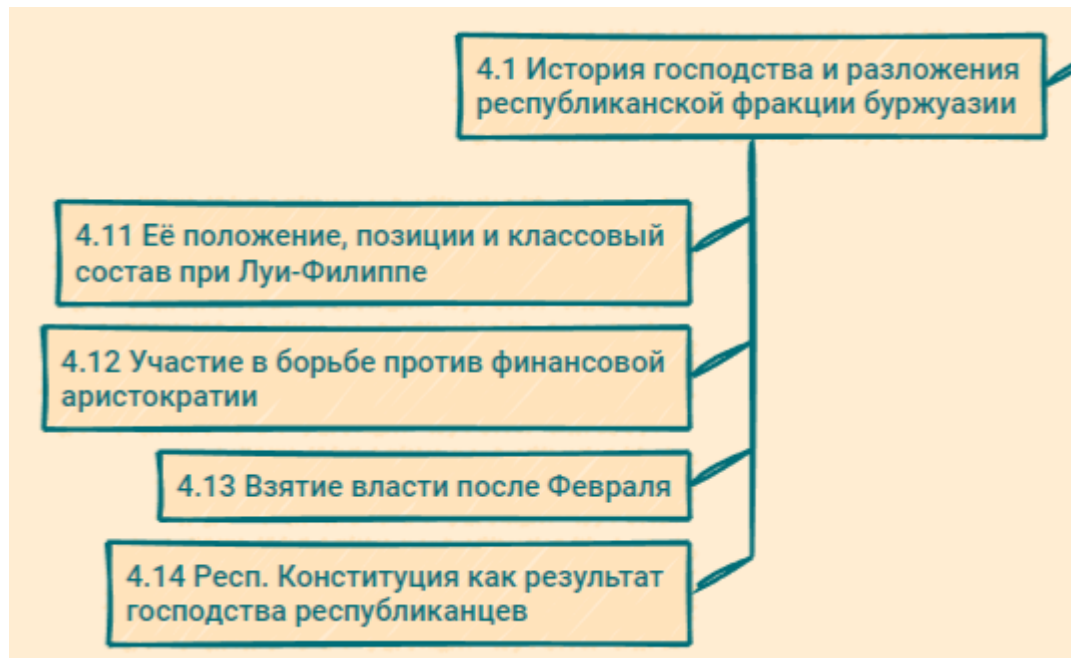 4.1 История господства и разложения
республиканской фракции буржуазии
4.11 Её положение, позиции и классовый
состав при Луи-Филиппе
4.12 Участие в борьбе против финансовой
аристократии
4.13 Взятие власти после Февраля
4.14 Респ. Конституция как результат
господства республиканцев